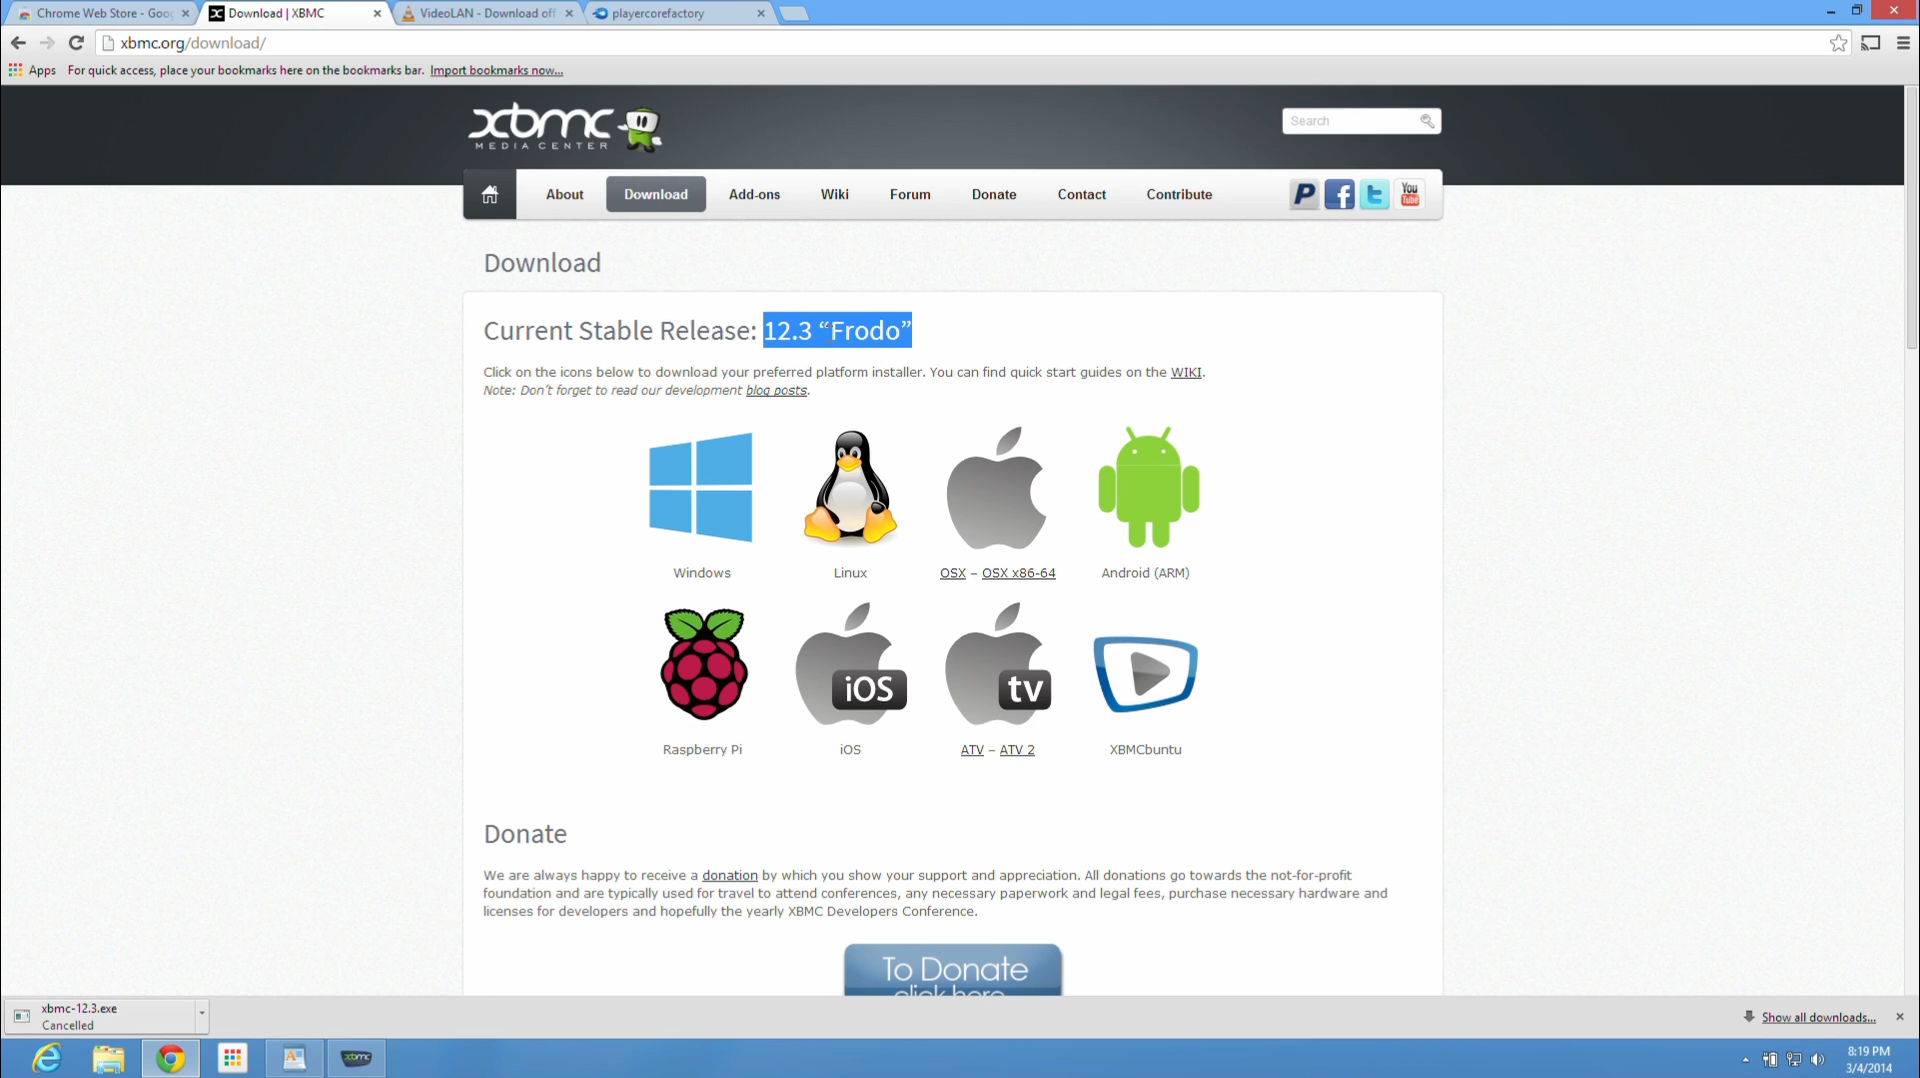 Chrome Web Store - Goo
Download | XBMC
VideoLAN - Download off
playercorefactory
xbmc.org/download/
Apps
For quick access, place your bookmarks here on the bookmarks bar. Import bookmarks now...
xbmc
MEDIA CENTER
Search
About
Download
Add-ons
Wiki
Forum
Donate
Contact
Contribute
P
f
t
You
Tube
Download
Current Stable Release: 12.3 “Frodo”
Click on the icons below to download your preferred platform installer. You can find quick start guides on the WIKI.
Note: Don’t forget to read our development blog posts.
Windows
Linux
OSX – OSX x86-64
Android (ARM)
iOS
tv
Raspberry Pi
iOS
ATV – ATV 2
XBMCbuntu
Donate
We are always happy to receive a donation by which you show your support and appreciation. All donations go towards the not-for-profit
foundation and are typically used for travel to attend conferences, any necessary paperwork and legal fees, purchase necessary hardware and
licenses for developers and hopefully the yearly XBMC Developers Conference.
To Donate
click here
xbmc-12.3.exe
Cancelled
Show all downloads...
xbmc
8:19 PM
3/4/2014